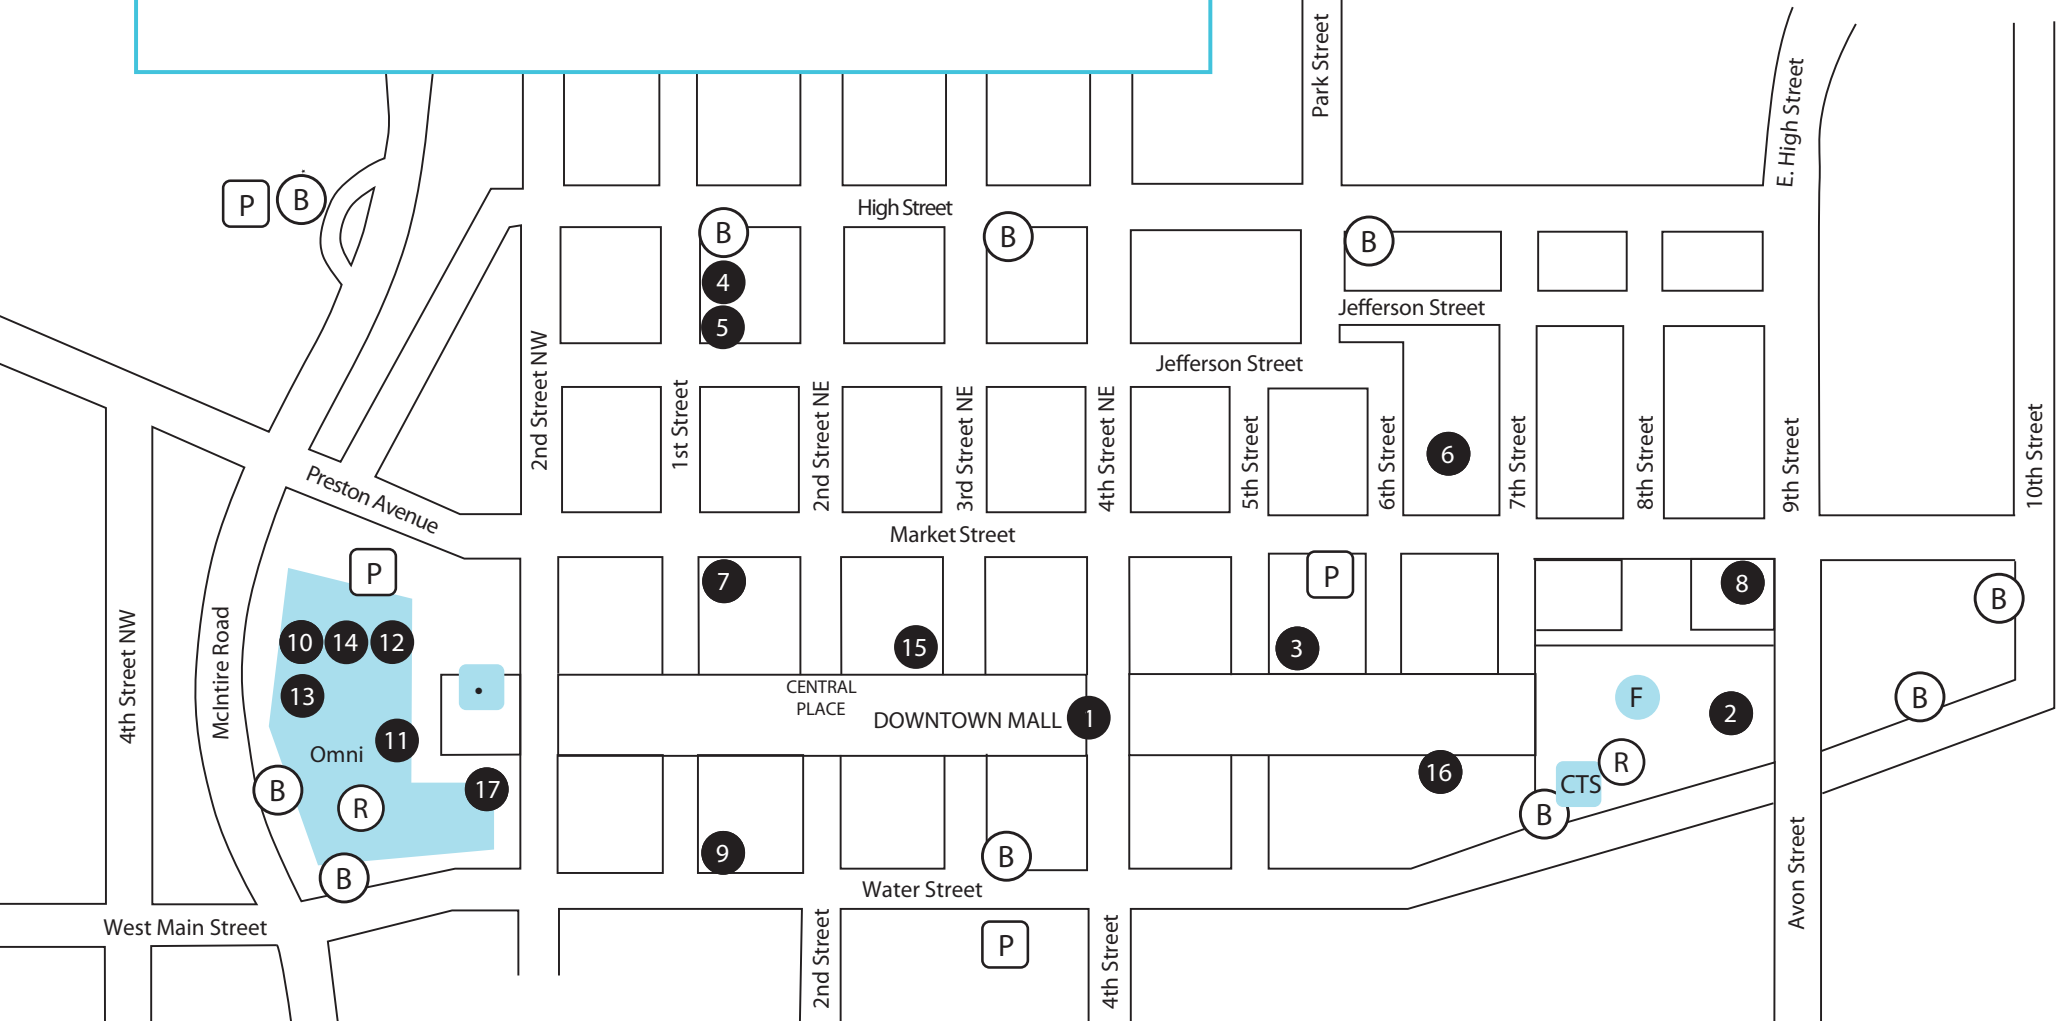 Park Street
E. High Street
P
B
High Street
B
B
B
4
5
Jefferson Street
Jefferson Street
2nd Street NW
1st Street
2nd Street NE
3rd Street NE
4th Street NE
5th Street
6th Street
6
7th Street
8th Street
9th Street
10th Street
Preston Avenue
Market Street
P
7
P
8
B
4th Street NW
McIntire Road
10
14
12
15
3
13
CENTRAL
PLACE
DOWNTOWN MALL
1
F
2
B
11
Omni
R
16
CTS
B
17
R
B
9
B
B
Water Street
West Main Street
2nd Street
P
4th Street
Avon Street